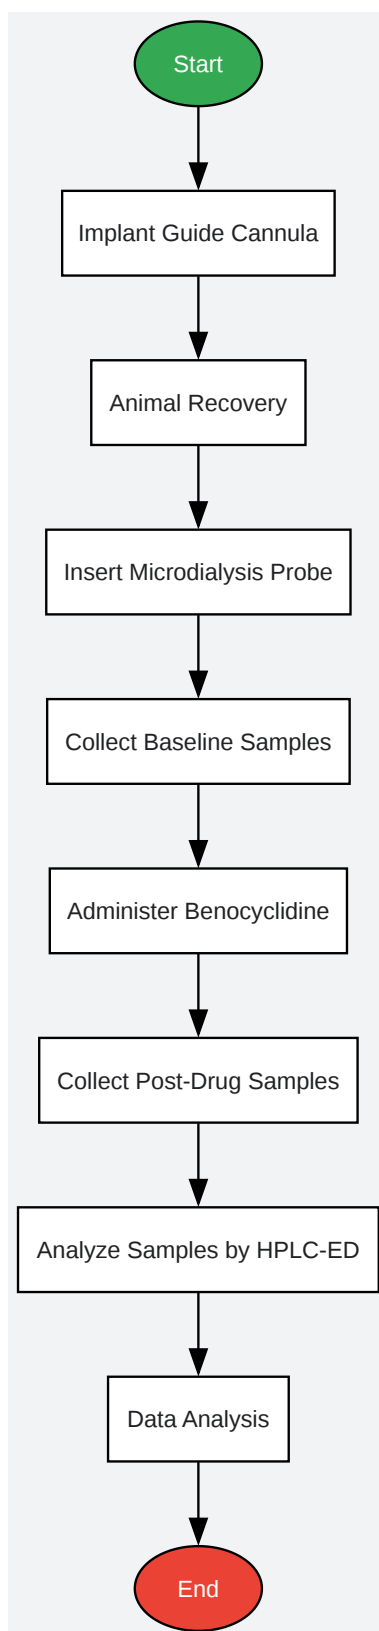 Start
Implant Guide Cannula
Animal Recovery
Insert Microdialysis Probe
Collect Baseline Samples
Administer Benocyclidine
Collect Post-Drug Samples
Analyze Samples by HPLC-ED
Data Analysis
End